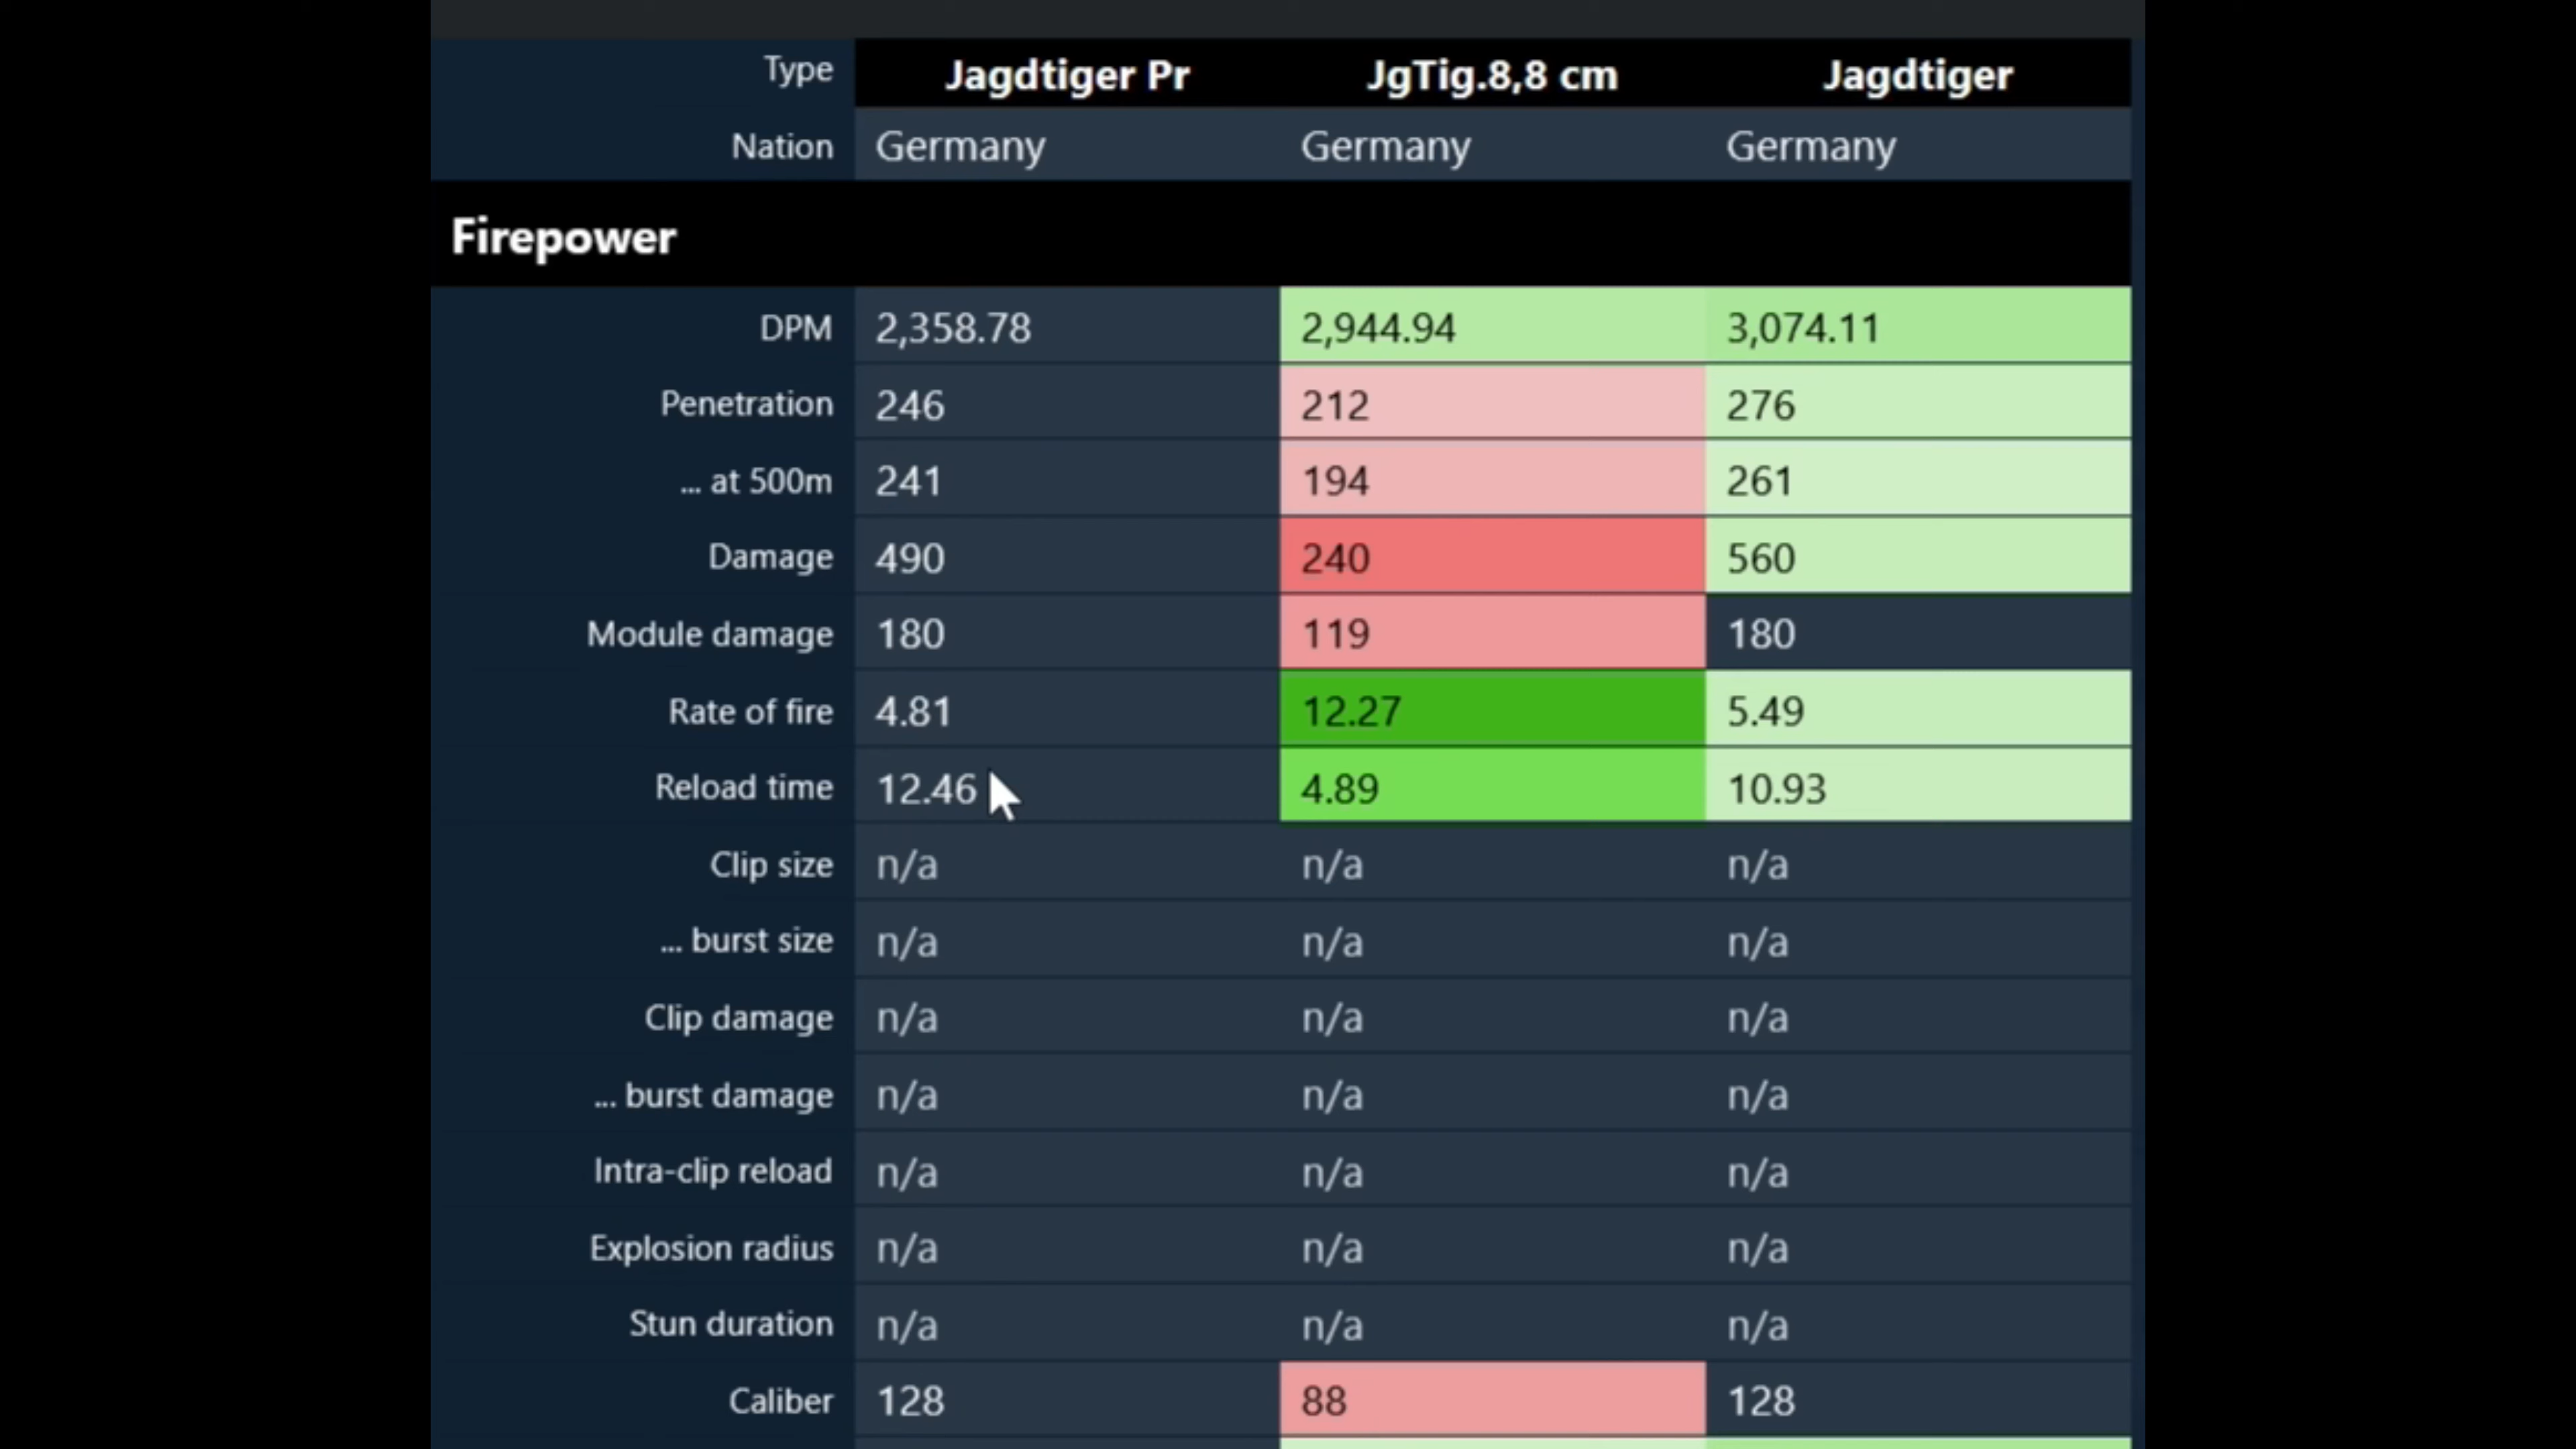 Type Jagdtiger Pr JgTig.8,8 cm Jagdtiger
Nation Germany Germany Germany
Firepower
DPM 2,358.78 2,944.94 3,074.11
Penetration 246 212 276
... at 500m 241 194 261
Damage 490 240 560
Module damage 180 119 180
Rate of fire 4.81 12.27 5.49
Reload time 12.46 4.89 10.93
Clip size n/a n/a n/a
... burst size n/a n/a n/a
Clip damage n/a n/a n/a
... burst damage n/a n/a n/a
Intra-clip reload n/a n/a n/a
Explosion radius n/a n/a n/a
Stun duration n/a n/a n/a
Caliber 128 88 128